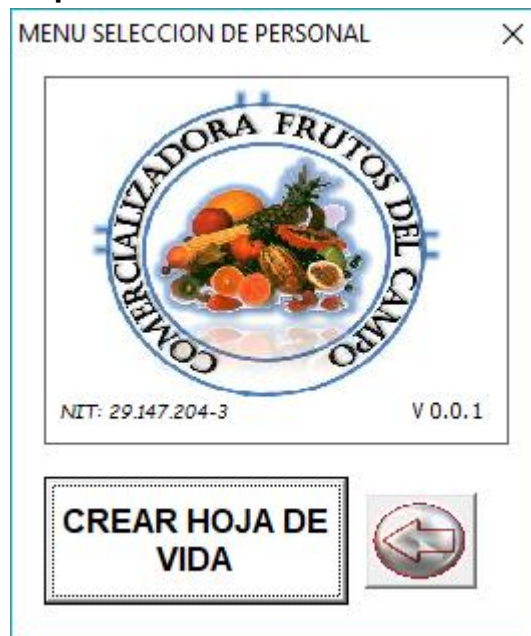 MENU SELECCION DE PERSONAL
COMERCIALIZADORA FRUTOS DEL CAMPO
NIT: 29.147.204-3
V 0.0.1
CREAR HOJA DE
VIDA